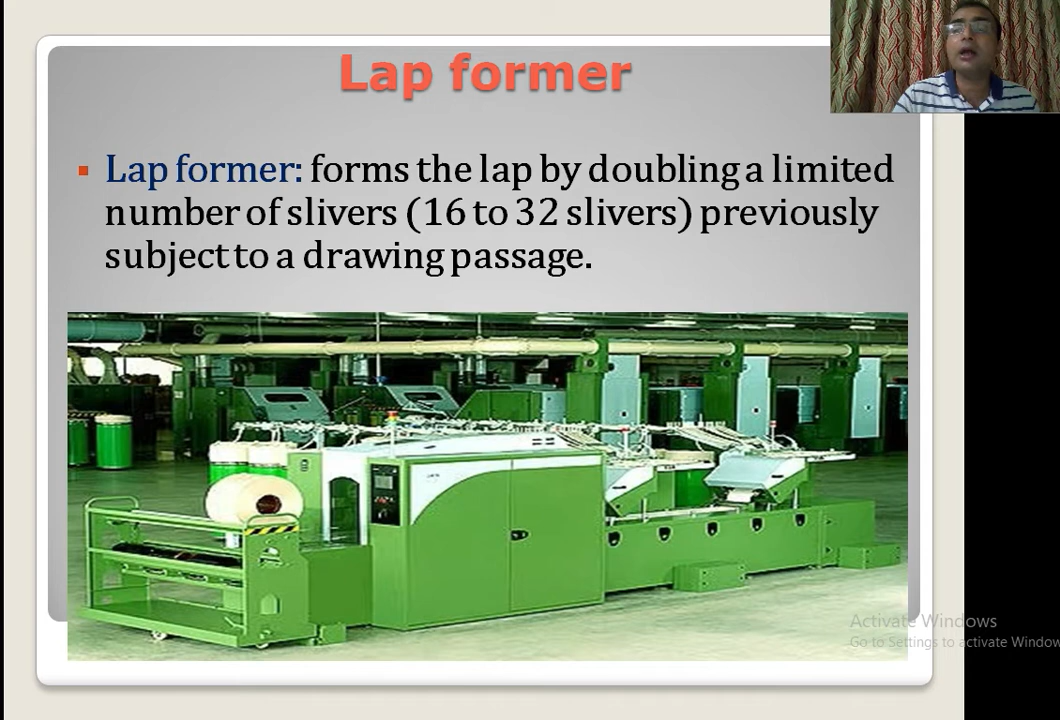 Lap former
Lap former: forms the lap by doubling a limited
number of slivers (16 to 32 slivers) previously
subject to a drawing passage.
Activate Windows
Go to Settings to activate Window